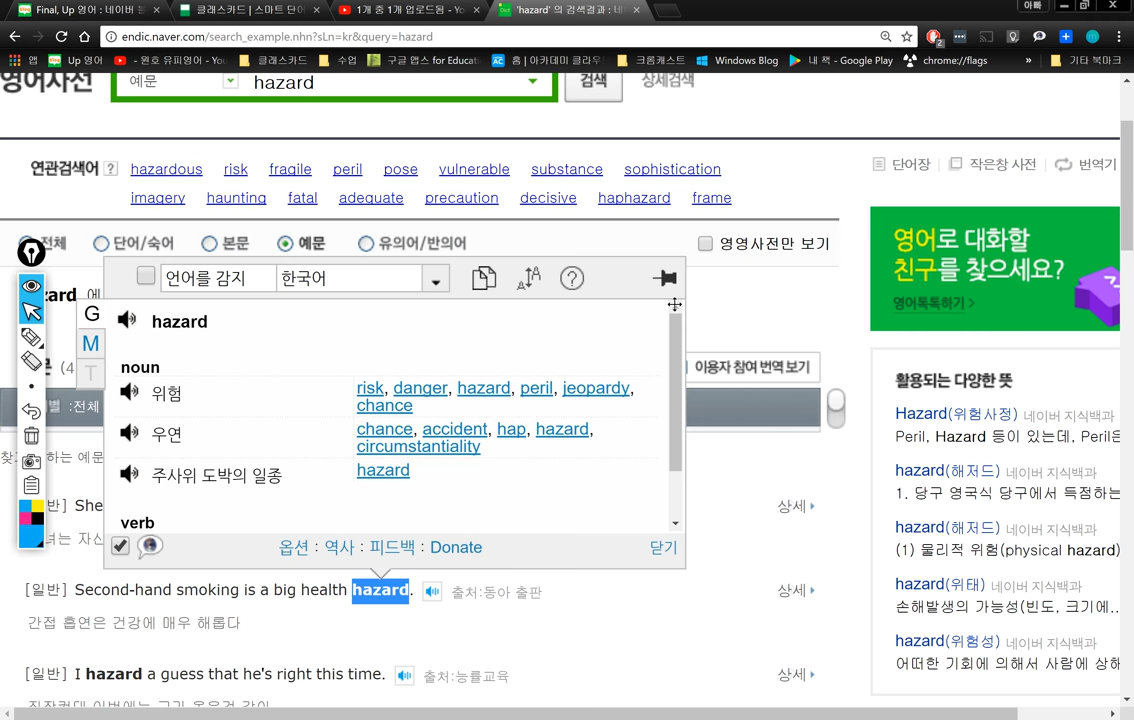 Final, Up 영어 : 네이버 블
클래스카드 | 스마트 단어
1개 중 1개 업로드됨 - You
'hazard' 의 검색결과 : 네이
아빠
endic.naver.com/search_example.nhn?sLn=kr&query=hazard
앱 Up 영어 - 원호 유피영어 - You 클래스카드 수업 구글 앱스 for Educati 홈 | 아카데미 클라우 크롬캐스트 Windows Blog 내 책 - Google Play chrome://flags » 기타 북마크
영어사전 예문 hazard 검색 상세검색
연관검색어 ? hazardous risk fragile peril pose vulnerable substance sophistication
imagery haunting fatal adequate precaution decisive haphazard frame
단어장 작은창 사전 번역기
전체 단어/숙어 본문 예문 유의어/반의어 영영사전만 보기
영어로 대화할
친구를 찾으세요?
영어톡톡하기 >
언어를 감지 한국어
zard 에
G
M
T
hazard
noun
위험 risk, danger, hazard, peril, jeopardy,
chance
우연 chance, accident, hap, hazard,
circumstantiality
주사위 도박의 일종 hazard
verb
옵션 : 역사 : 피드백 : Donate 닫기
(4
이용자 참여 번역 보기
별 :전체
하는 예문
반] She 상세
녀는 자신
[일반] Second-hand smoking is a big health hazard. 출처:동아 출판 상세
간접 흡연은 건강에 매우 해롭다
[일반] I hazard a guess that he's right this time. 출처:능률교육 상세
활용되는 다양한 뜻
Hazard(위험사정) 네이버 지식백과
Peril, Hazard 등이 있는데, Peril은
hazard(해저드) 네이버 지식백과
1. 당구 영국식 당구에서 득점하는
hazard(해저드) 네이버 지식백과
(1) 물리적 위험(physical hazard)
hazard(위태) 네이버 지식백과
손해발생의 가능성(빈도, 크기에...
hazard(위험성) 네이버 지식백과
어떠한 기회에 의해서 사람에 상해